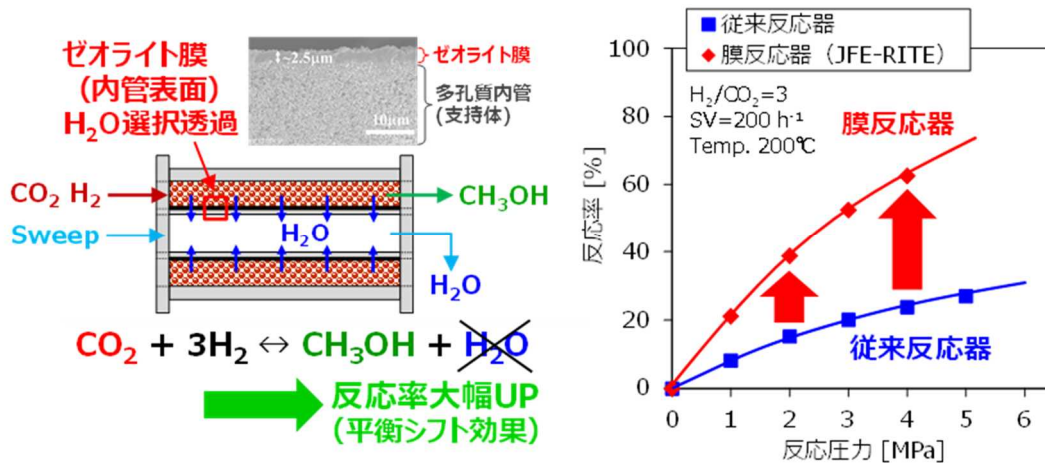 ゼオライト膜
(内管表面)
H₂O選択透過
~2.5μm
10μm
ゼオライト膜
多孔質内管
(支持体)
CO₂ H₂
CH₃OH
Sweep
H₂O
H₂O
CO₂ + 3H₂ ↔ CH₃OH + H₂O
反応率大幅UP
(平衡シフト効果)
従来反応器
膜反応器 (JFE-RITE)
H₂/CO₂=3
SV=200 h⁻¹
Temp. 200℃
膜反応器
従来反応器
反応率 [%]
100
80
60
40
20
0
0 1 2 3 4 5 6
反応圧力 [MPa]